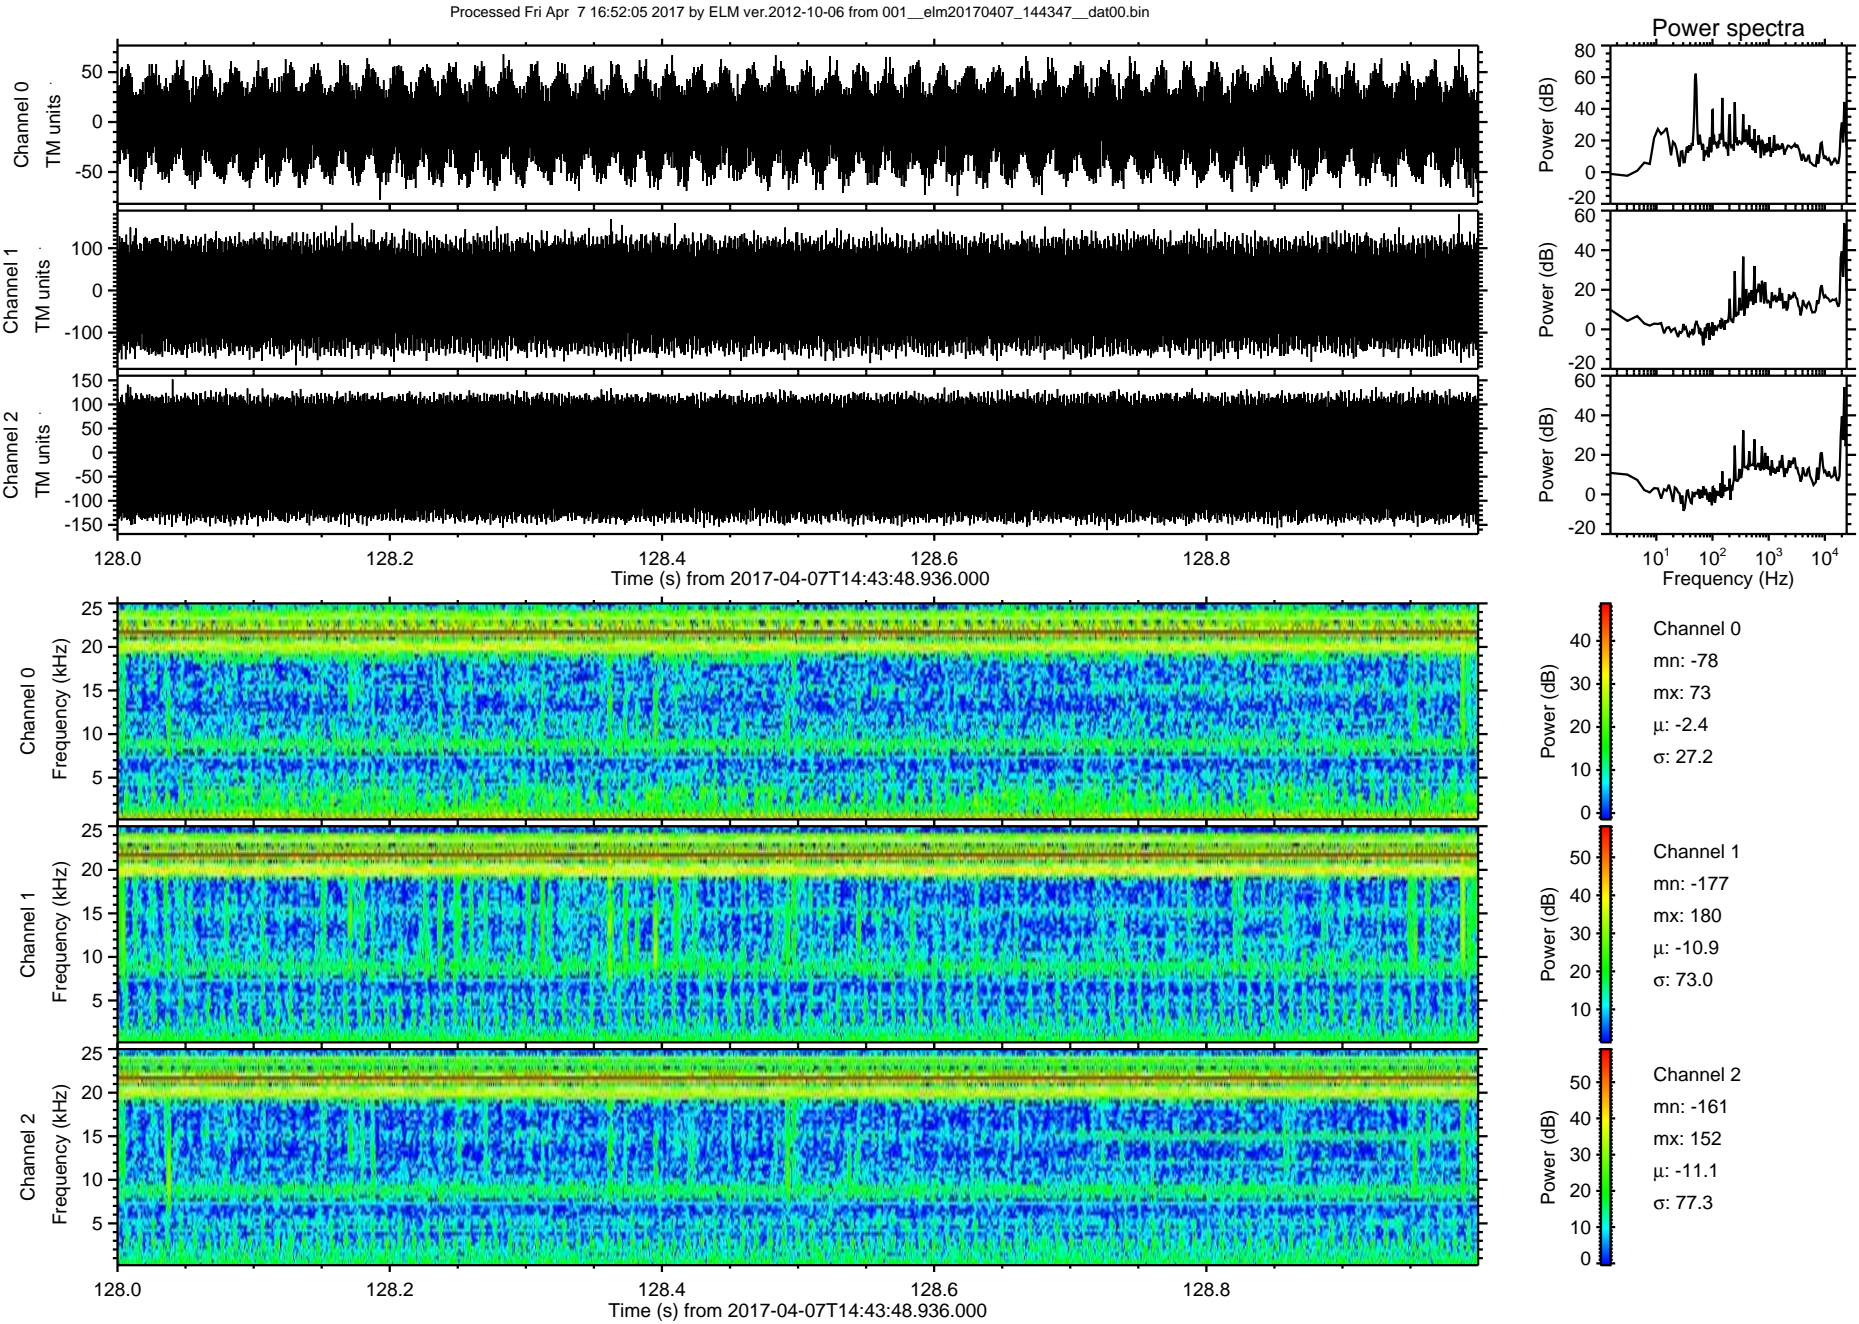 Processed Fri Apr  7 16:52:05 2017 by ELM ver.2012-10-06 from 001__elm20170407_144347__dat00.bin
Power spectra
Channel 0
TM units
50
0
-50
Power (dB)
80
60
40
20
0
-20
Channel 1
TM units
100
0
-100
Power (dB)
60
40
20
0
-20
Channel 2
TM units
150
100
50
0
-50
-100
-150
Power (dB)
60
40
20
0
-20
128.0 128.2 128.4 128.6 128.8
Time (s) from 2017-04-07T14:43:48.936.000
10^1 10^2 10^3 10^4
Frequency (Hz)
Channel 0
Frequency (kHz)
25
20
15
10
5
Power (dB)
40
30
20
10
0
Channel 0
mn: -78
mx: 73
μ: -2.4
σ: 27.2
Channel 1
Frequency (kHz)
25
20
15
10
5
Power (dB)
50
40
30
20
10
Channel 1
mn: -177
mx: 180
μ: -10.9
σ: 73.0
Channel 2
Frequency (kHz)
25
20
15
10
5
Power (dB)
50
40
30
20
10
0
Channel 2
mn: -161
mx: 152
μ: -11.1
σ: 77.3
128.0 128.2 128.4 128.6 128.8
Time (s) from 2017-04-07T14:43:48.936.000